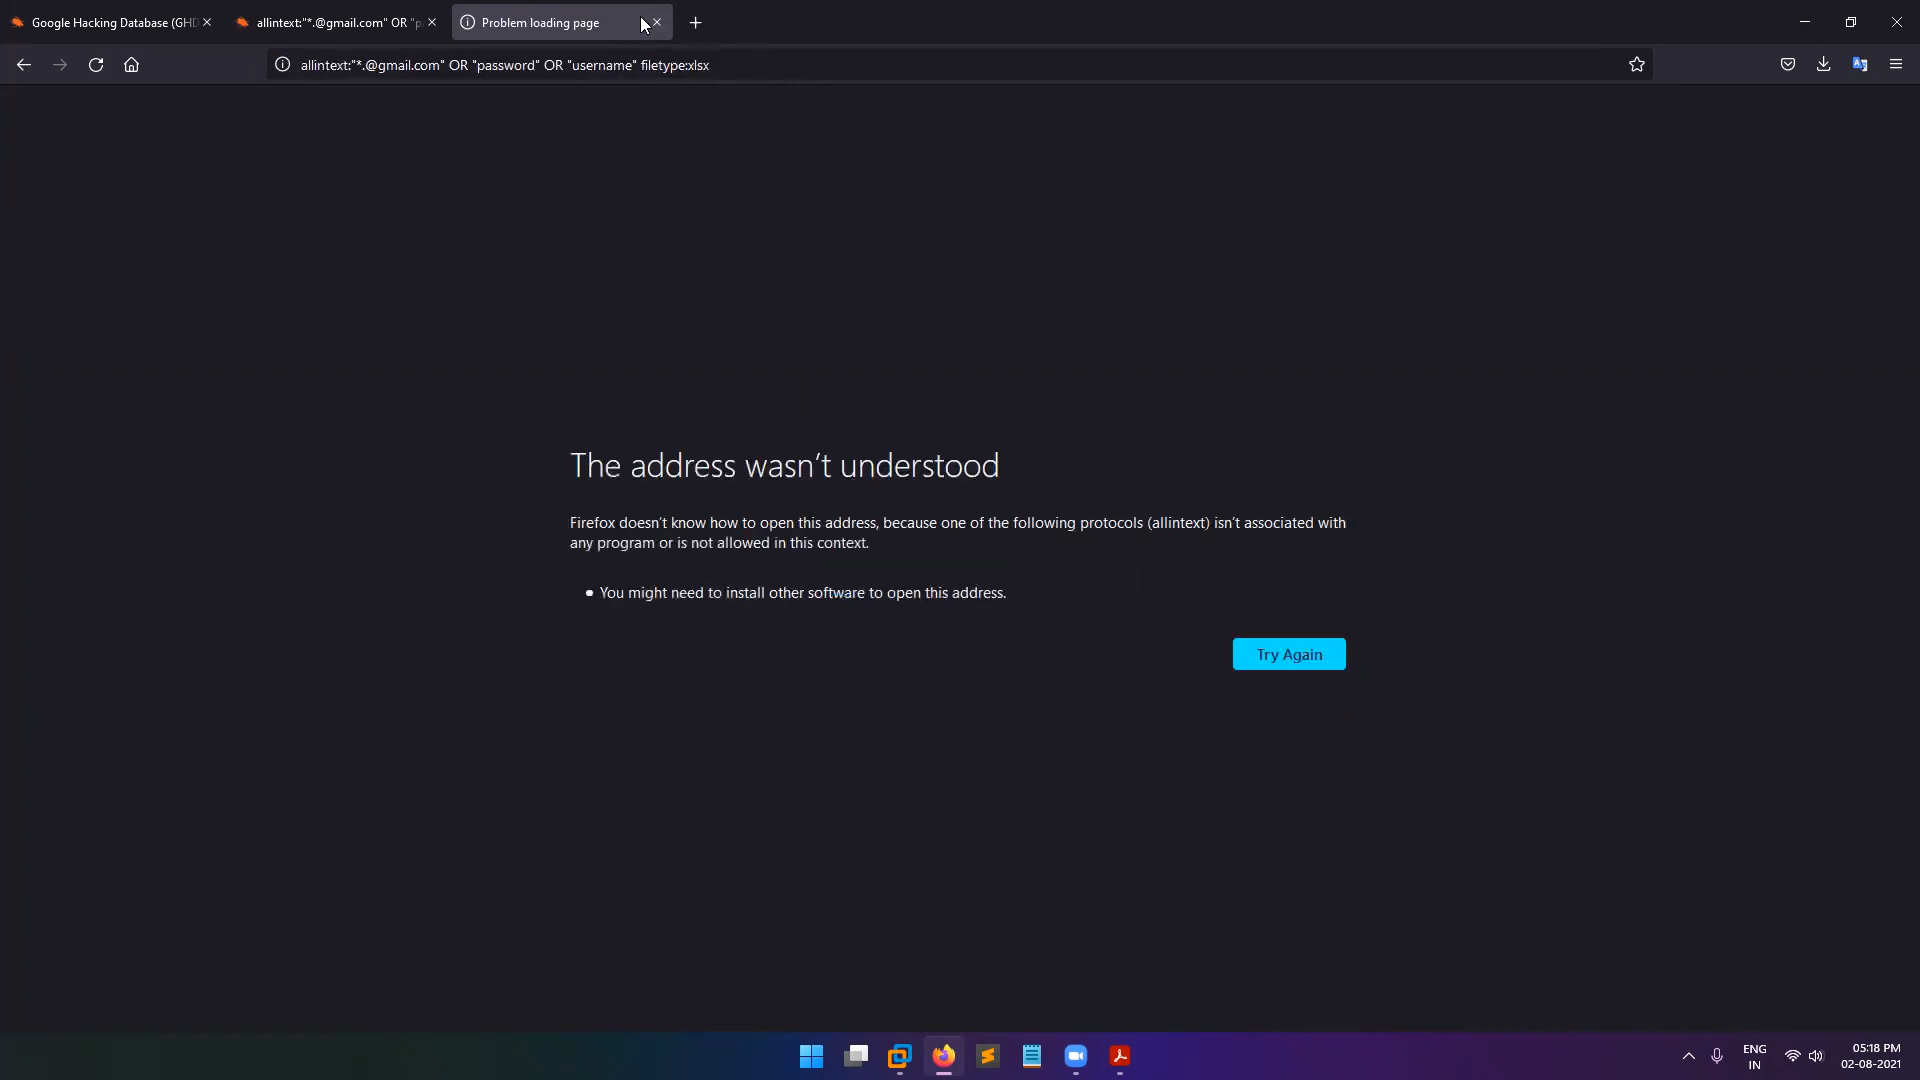 Google Hacking Database (GHD
allintext:"*.@gmail.com" OR "p
Problem loading page
allintext:"*.@gmail.com" OR "password" OR "username" filetype:xlsx
The address wasn’t understood
Firefox doesn’t know how to open this address, because one of the following protocols (allintext) isn’t associated with
any program or is not allowed in this context.
• You might need to install other software to open this address.
Try Again
ENG
IN
05:18 PM
02-08-2021